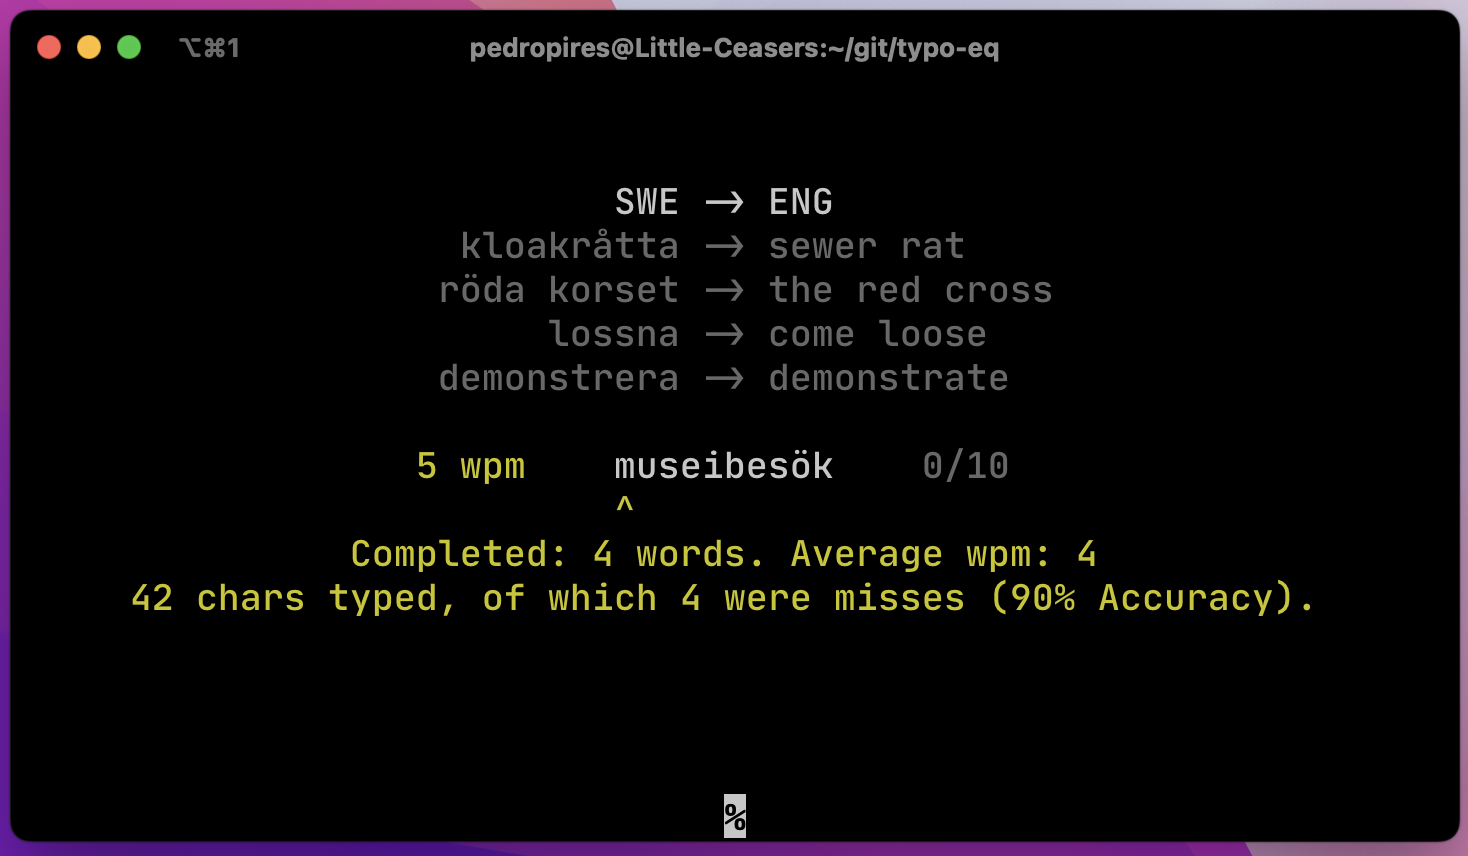 ⌥⌘1 pedropires@Little-Ceasers:~/git/typo-eq
SWE -> ENG
kloakråtta -> sewer rat
röda korset -> the red cross
lossna -> come loose
demonstrera -> demonstrate
5 wpm museibesök 0/10
^
Completed: 4 words. Average wpm: 4
42 chars typed, of which 4 were misses (90% Accuracy).
%